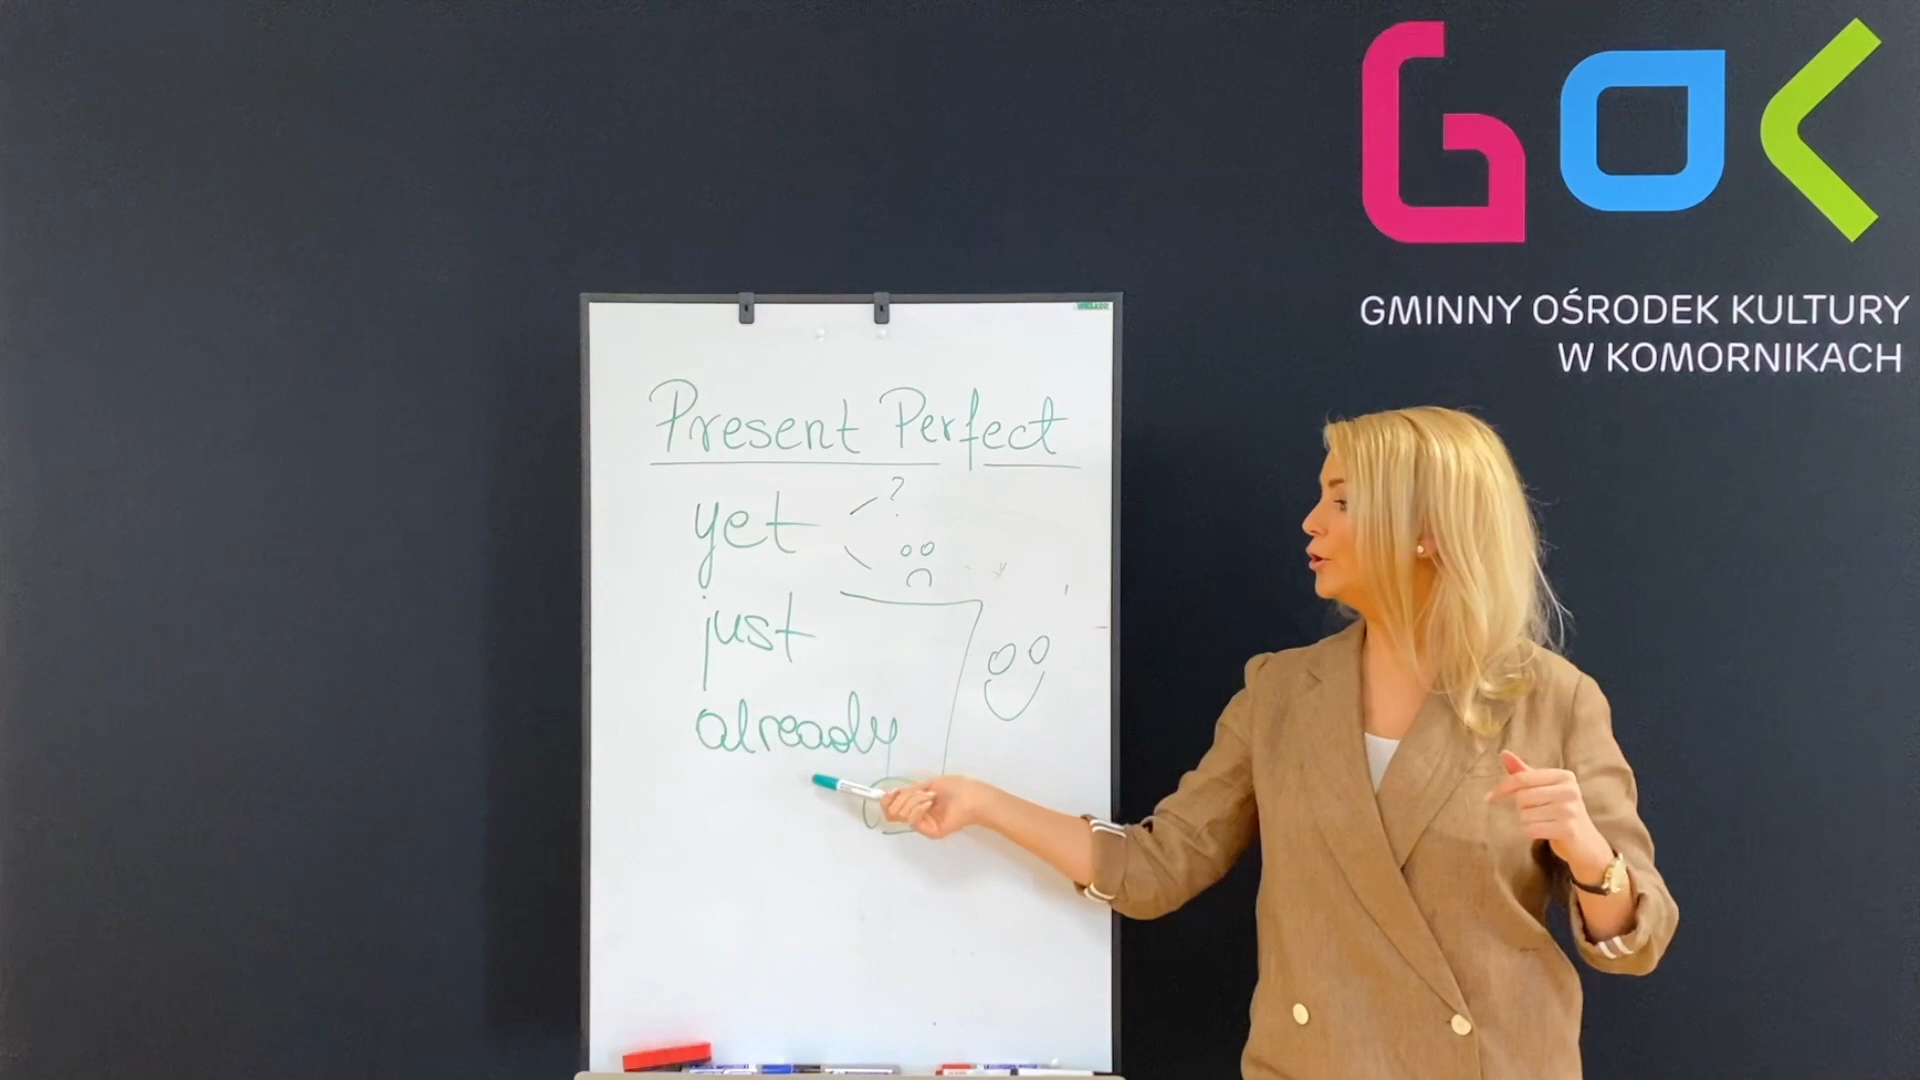 GOK
GMINNY OŚRODEK KULTURY
W KOMORNIKACH
Present Perfect
yet ?
just
already